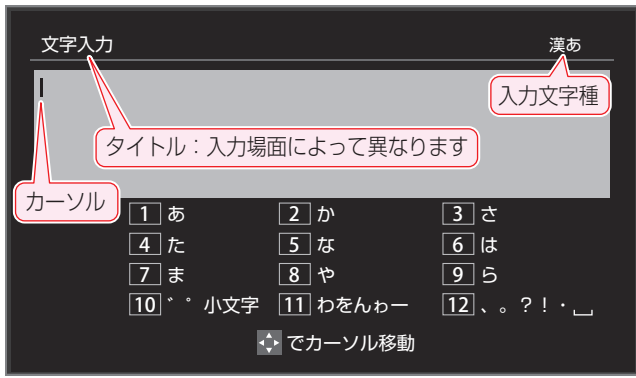 文字入力 漢あ
入力文字種
タイトル：入力場面によって異なります
カーソル
1 あ 2 か 3 さ
4 た 5 な 6 は
7 ま 8 や 9 ら
10 ゛゜小文字 11 わをんゎー 12 、。？！・␣
でカーソル移動